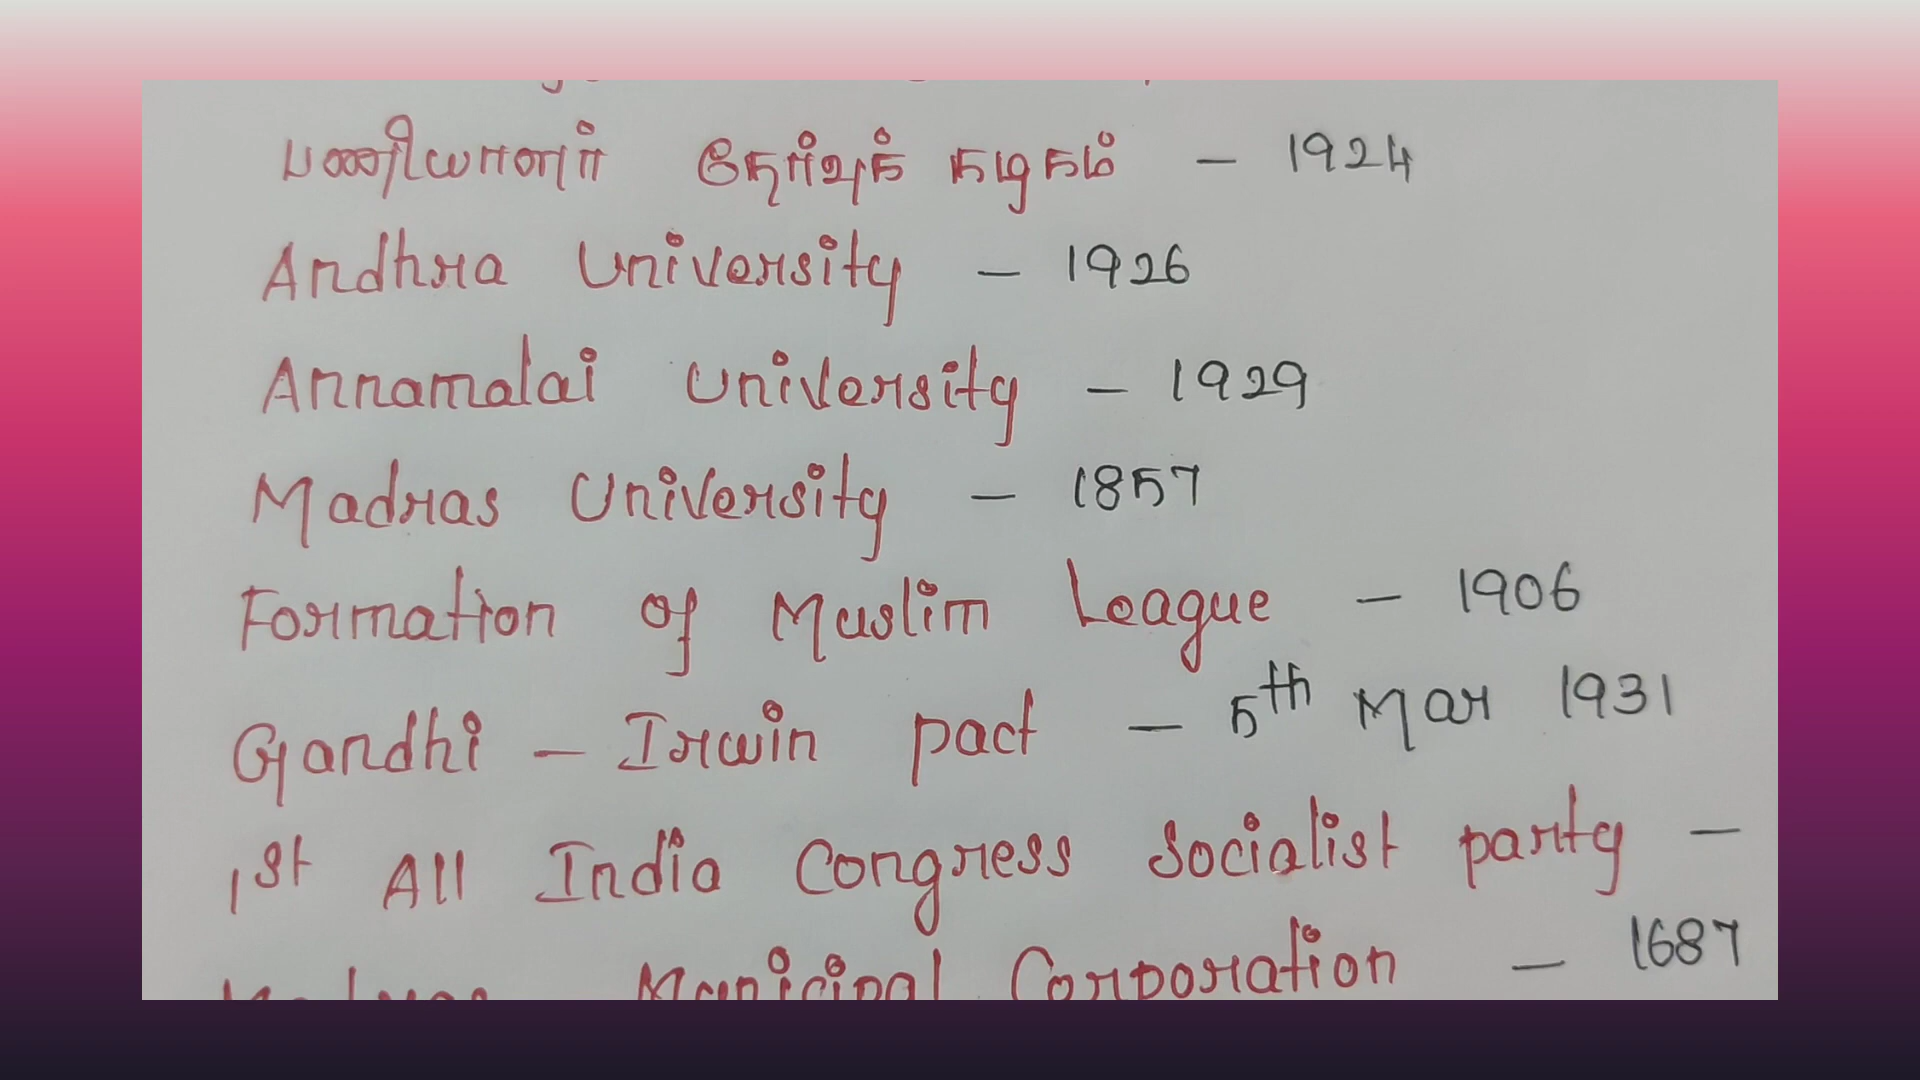 பணியாளர் தேர்வுக் கழகம் – 1924
Andhra University – 1926
Annamalai University – 1929
Madras University – 1857
Formation of Muslim League – 1906
Gandhi – Irwin pact – 5th Mar 1931
1st All India Congress Socialist party –
Madras Municipal Corporation – 1687